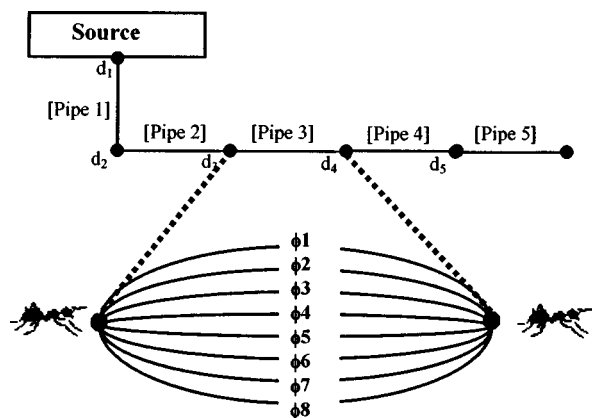 Source
d₁
[Pipe 1]
[Pipe 2] [Pipe 3] [Pipe 4] [Pipe 5]
d₂ d₃ d₄ d₅
ϕ1
ϕ2
ϕ3
ϕ4
ϕ5
ϕ6
ϕ7
ϕ8